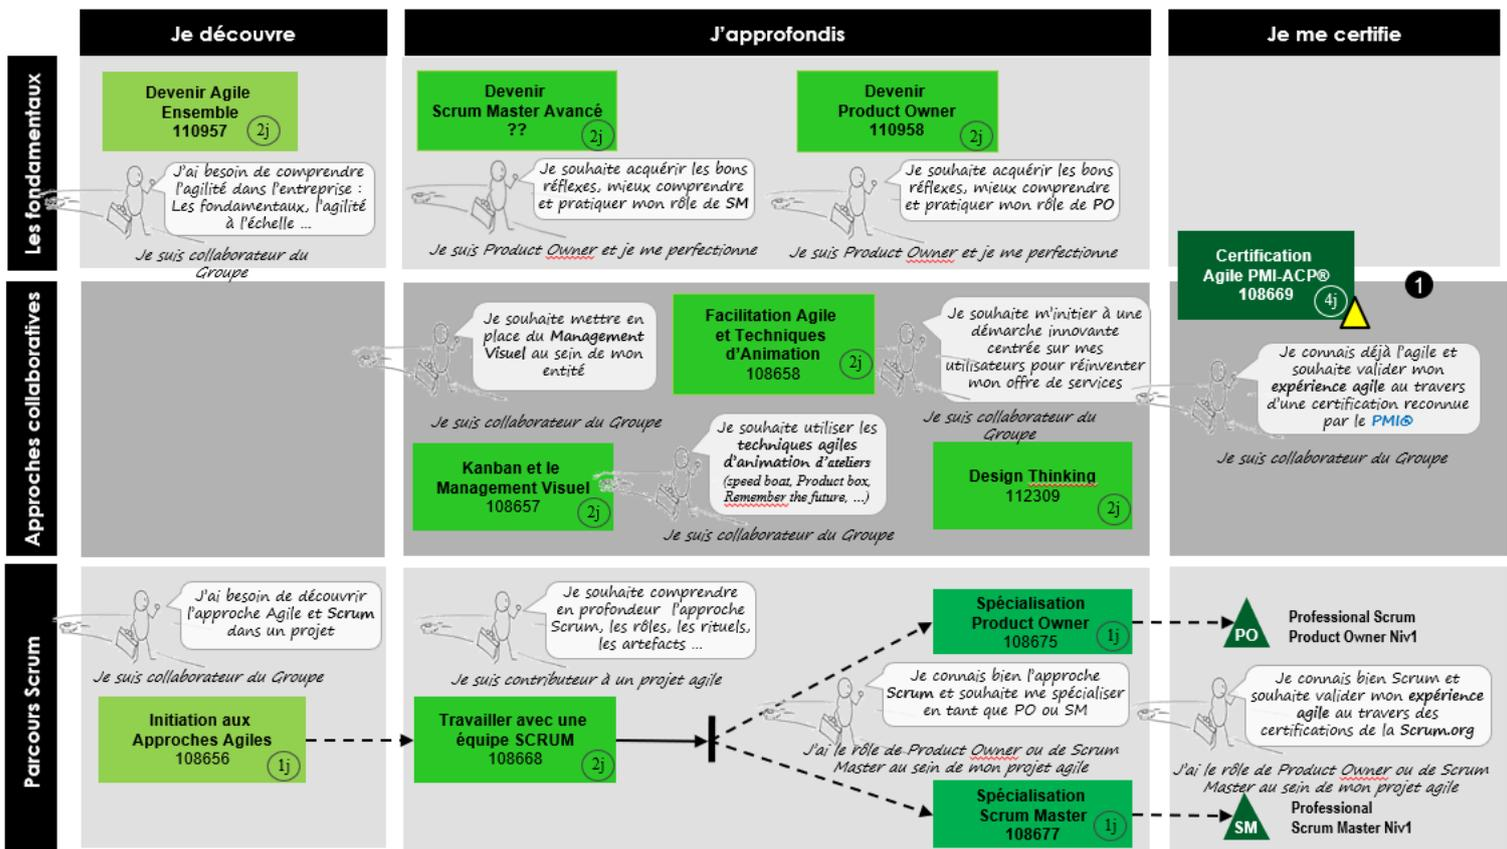 Je découvre
J'approfondis
Je me certifie
Les fondamentaux
Devenir Agile
Ensemble
110957
2j
J'ai besoin de comprendre
l'agilité dans l'entreprise :
Les fondamentaux, l'agilité
à l'échelle ...
Je suis collaborateur du
Groupe
Devenir
Scrum Master Avancé
??
2j
Je souhaite acquérir les bons
réflexes, mieux comprendre
et pratiquer mon rôle de SM
Je suis Product Owner et je me perfectionne
Devenir
Product Owner
110958
2j
Je souhaite acquérir les bons
réflexes, mieux comprendre
et pratiquer mon rôle de PO
Je suis Product Owner et je me perfectionne
Certification
Agile PMI-ACP®
108669
4j
1
Approches collaboratives
Je souhaite mettre en
place du Management
Visuel au sein de mon
entité
Je suis collaborateur du Groupe
Kanban et le
Management Visuel
108657
2j
Facilitation Agile
et Techniques
d'Animation
108658
2j
Je souhaite utiliser les
techniques agiles
d'animation d'ateliers
(speed boat, Product box,
Remember the future, ...)
Je suis collaborateur du Groupe
Je souhaite m'initier à une
démarche innovante
centrée sur mes
utilisateurs pour réinventer
mon offre de services
Je suis collaborateur du
Groupe
Design Thinking
112309
2j
Je connais déjà l'agile et
souhaite valider mon
expérience agile au travers
d'une certification reconnue
par le PMI®
Je suis collaborateur du Groupe
Parcours Scrum
J'ai besoin de découvrir
l'approche Agile et Scrum
dans un projet
Je suis collaborateur du Groupe
Initiation aux
Approches Agiles
108656
1j
Je souhaite comprendre
en profondeur l'approche
Scrum, les rôles, les rituels,
les artefacts ...
Je suis contributeur à un projet agile
Travailler avec une
équipe SCRUM
108668
2j
Spécialisation
Product Owner
108675
1j
Je connais bien l'approche
Scrum et souhaite me spécialiser
en tant que PO ou SM
J'ai le rôle de Product Owner ou de Scrum
Master au sein de mon projet agile
Spécialisation
Scrum Master
108677
1j
PO
Professional Scrum
Product Owner Niv1
Je connais bien Scrum et
souhaite valider mon expérience
agile au travers des
certifications de la Scrum.org
J'ai le rôle de Product Owner ou de Scrum
Master au sein de mon projet agile
SM
Professional
Scrum Master Niv1